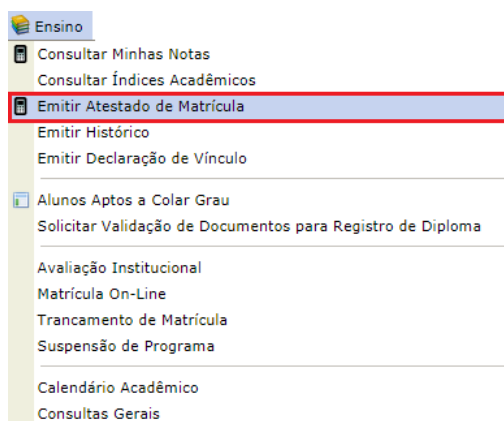 Ensino
Consultar Minhas Notas
Consultar Índices Acadêmicos
Emitir Atestado de Matrícula
Emitir Histórico
Emitir Declaração de Vínculo
Alunos Aptos a Colar Grau
Solicitar Validação de Documentos para Registro de Diploma
Avaliação Institucional
Matrícula On-Line
Trancamento de Matrícula
Suspensão de Programa
Calendário Acadêmico
Consultas Gerais